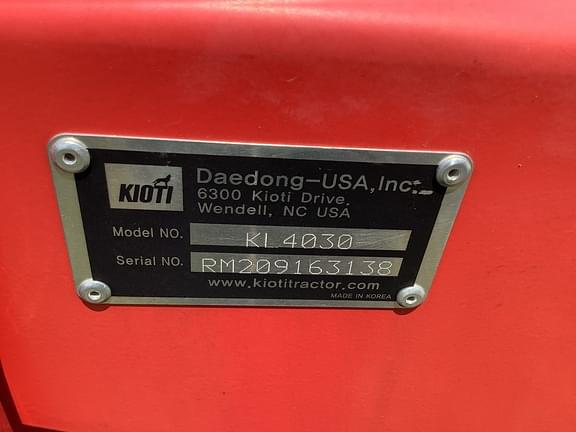 KIOTI
Daedong-USA, Inc.
6300 Kioti Drive.
Wendell, NC USA
Model NO. KL4030
Serial NO. RM209163138
www.kiotitractor.com
MADE IN KOREA